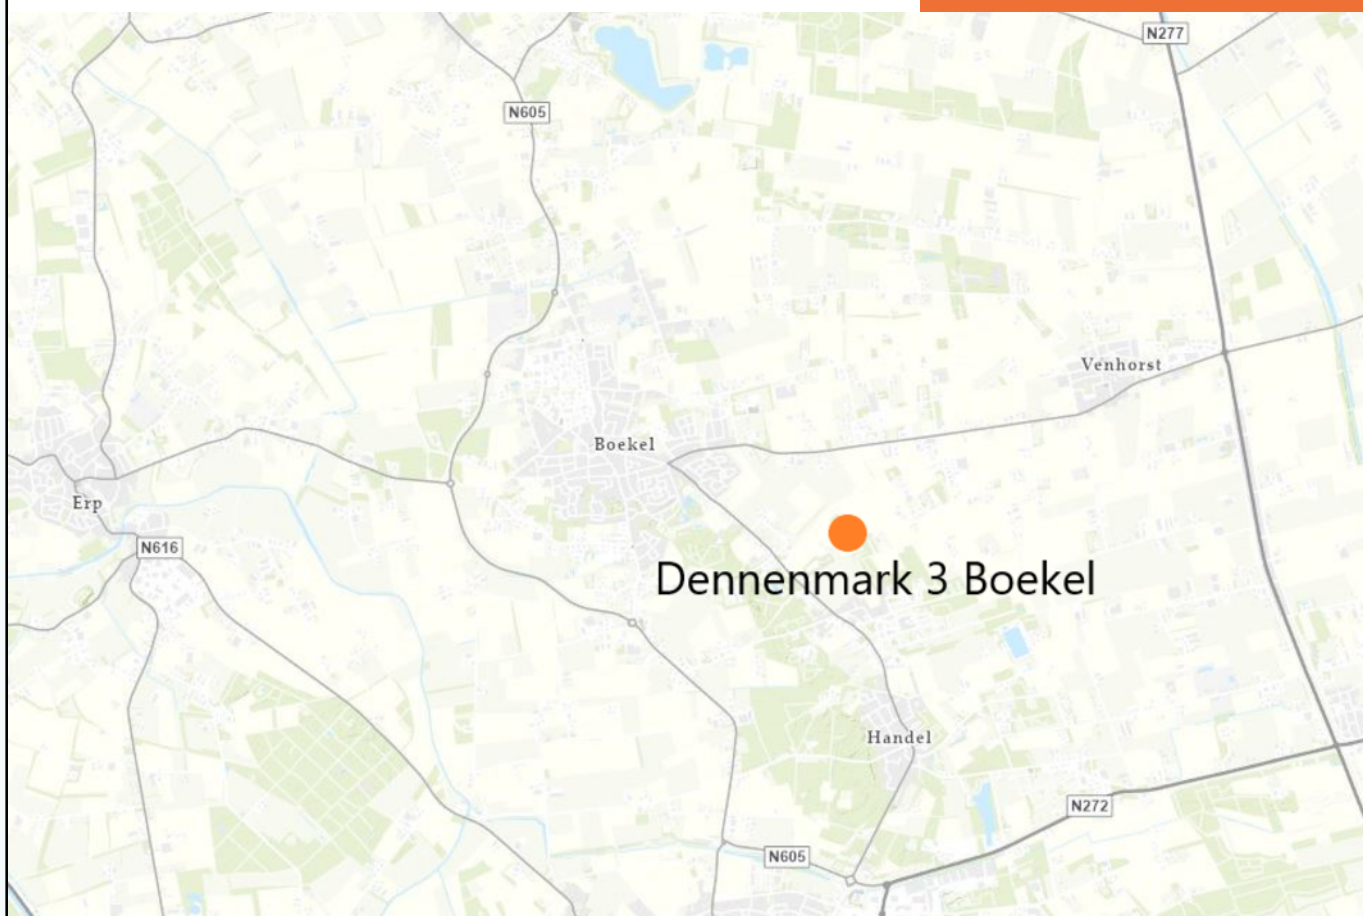 N277
N605
Venhorst
Boekel
Erp
N616
Dennenmark 3 Boekel
Handel
N272
N605